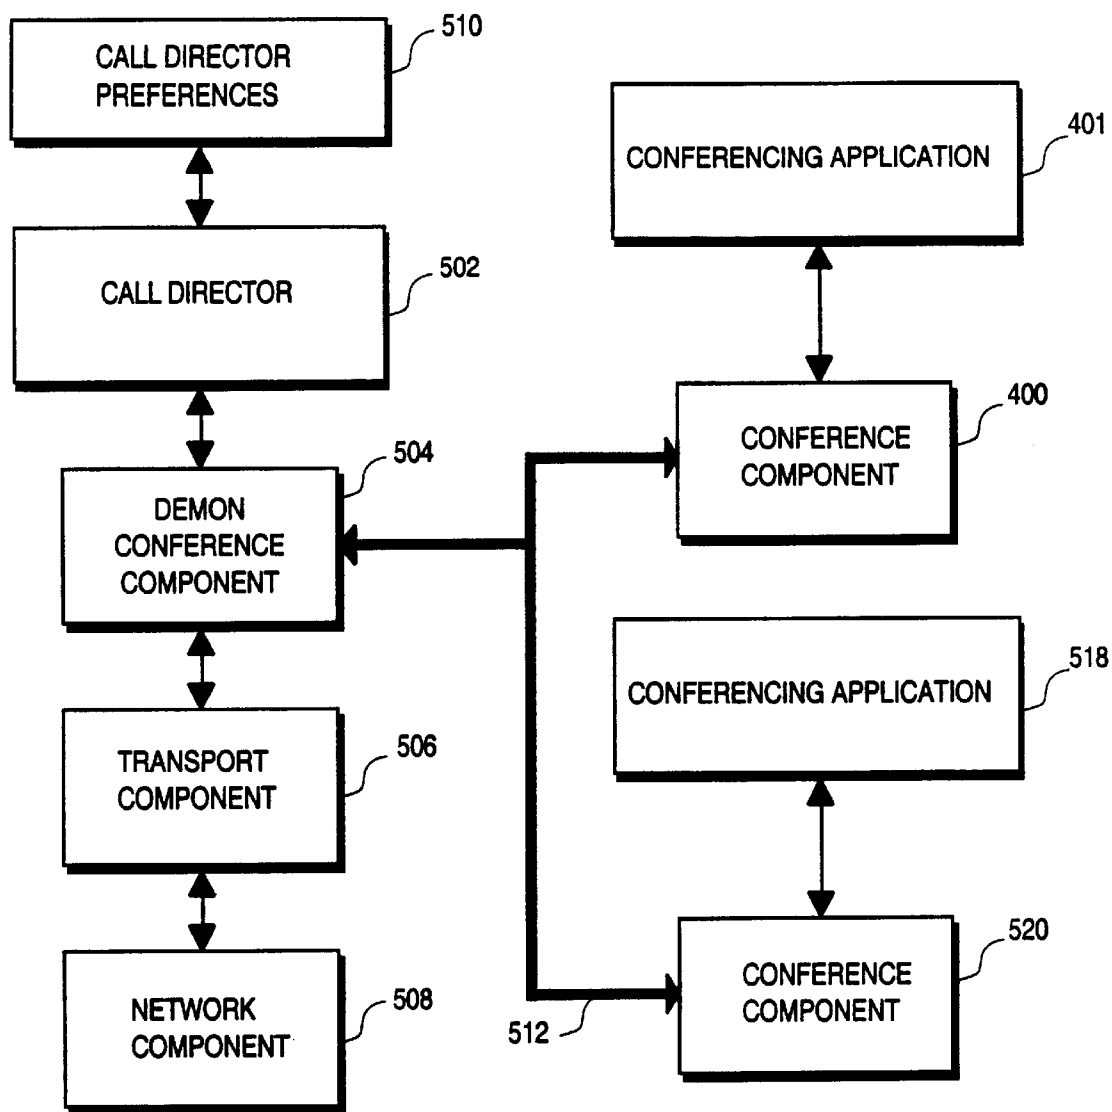 510
CALL DIRECTOR
PREFERENCES
502
CALL DIRECTOR
504
DEMON
CONFERENCE
COMPONENT
506
TRANSPORT
COMPONENT
508
NETWORK
COMPONENT
401
CONFERENCING APPLICATION
400
CONFERENCE
COMPONENT
518
CONFERENCING APPLICATION
520
CONFERENCE
COMPONENT
512